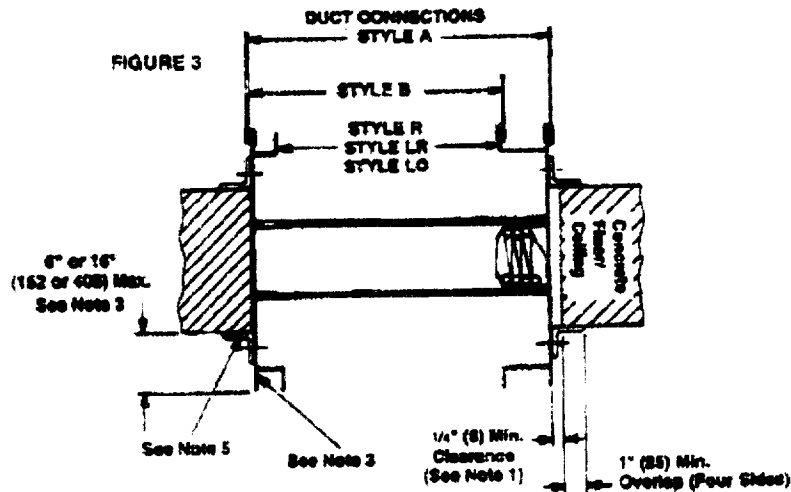 DUCT CONNECTIONS
STYLE A
FIGURE 3
STYLE B
STYLE R
STYLE LR
STYLE LO
Concrete
Floor/
Ceiling
6" or 16"
(152 or 406) Max.
See Note 3
See Note 5
See Note 3
1/4" (6) Min.
Clearance
(See Note 1)
1" (25) Min.
Overlap (Four Sides)